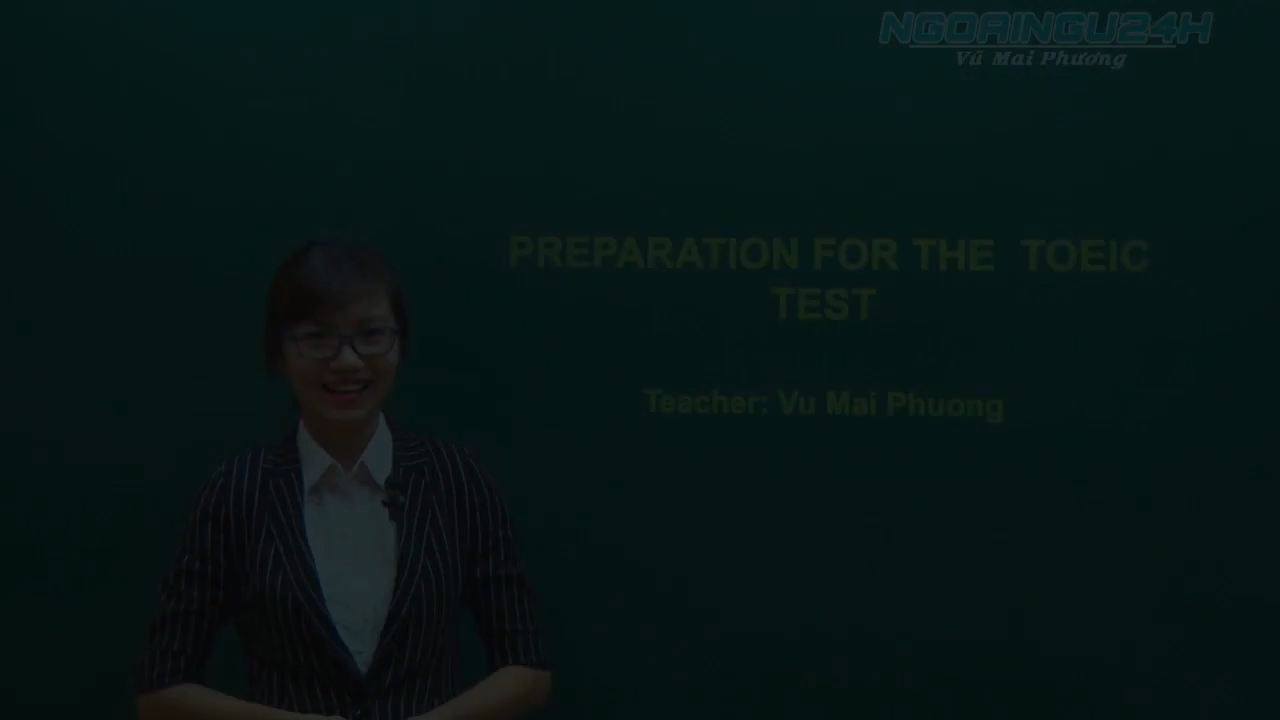 NGOAINGU24H
Vũ Mai Phương
PREPARATION FOR THE TOEIC
TEST
Teacher: Vu Mai Phuong